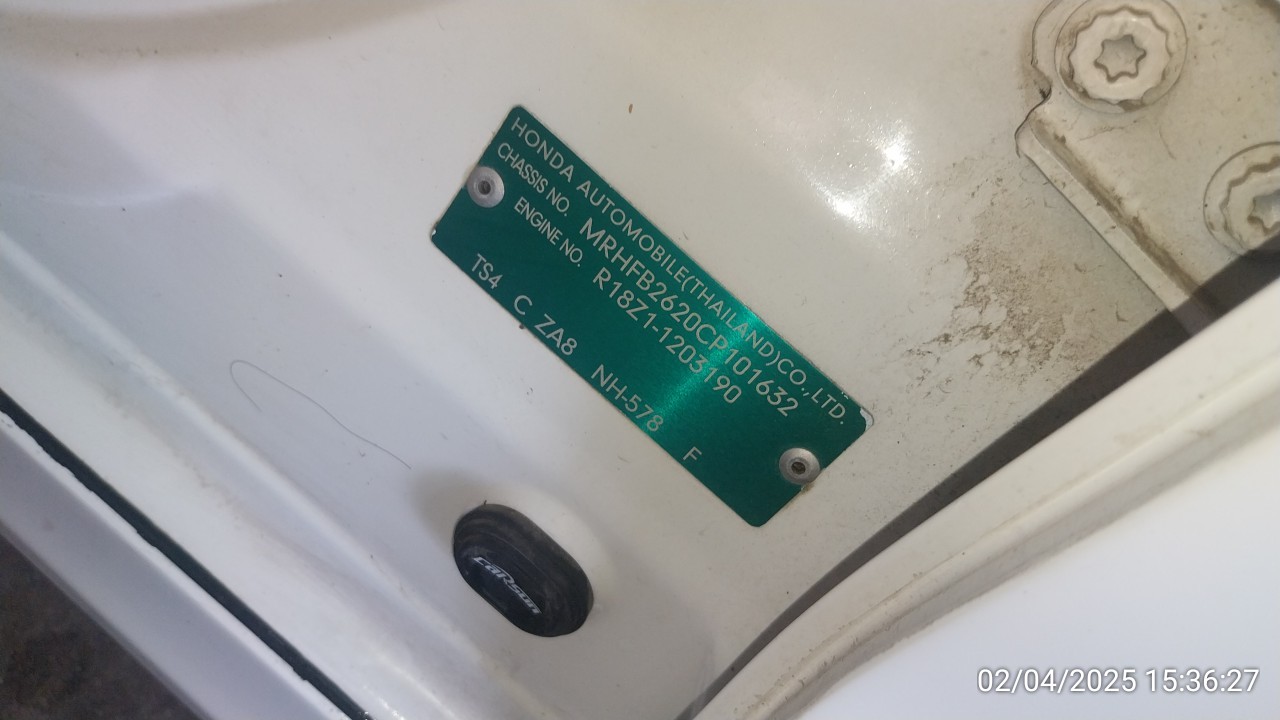 HONDA AUTOMOBILE(THAILAND)CO.,LTD.
CHASSIS NO. MRHFB2620CP101632
ENGINE NO. R18Z1-1203190
TS4 C ZA8 NH-578 F
CARSON
02/04/2025 15:36:27